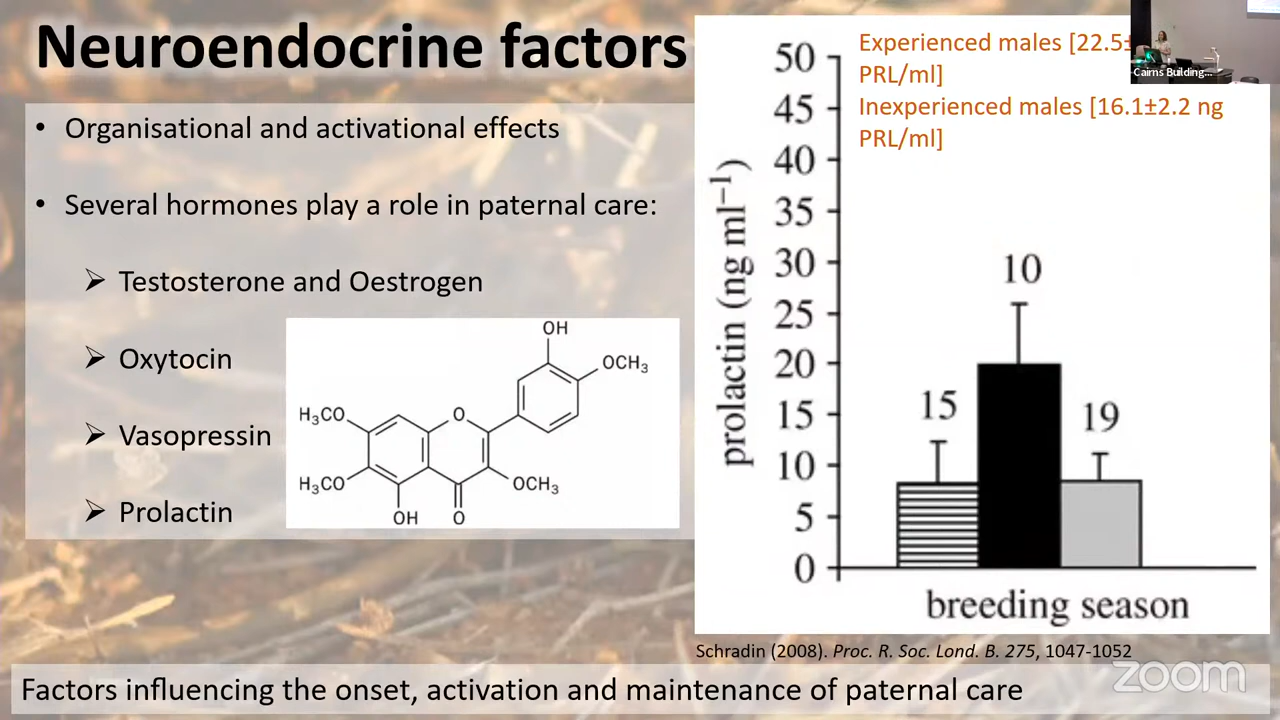 Neuroendocrine factors
• Organisational and activational effects
• Several hormones play a role in paternal care:
➢ Testosterone and Oestrogen
➢ Oxytocin
➢ Vasopressin
➢ Prolactin
OH
OCH₃
H₃CO
O
H₃CO
OCH₃
OH
O
Experienced males [22.5±
PRL/ml]
Inexperienced males [16.1±2.2 ng
PRL/ml]
Cairns Building...
prolactin (ng ml⁻¹)
50
45
40
35
30
25
20
15
10
5
0
15
10
19
breeding season
Schradin (2008). Proc. R. Soc. Lond. B. 275, 1047-1052
Factors influencing the onset, activation and maintenance of paternal care
zoom